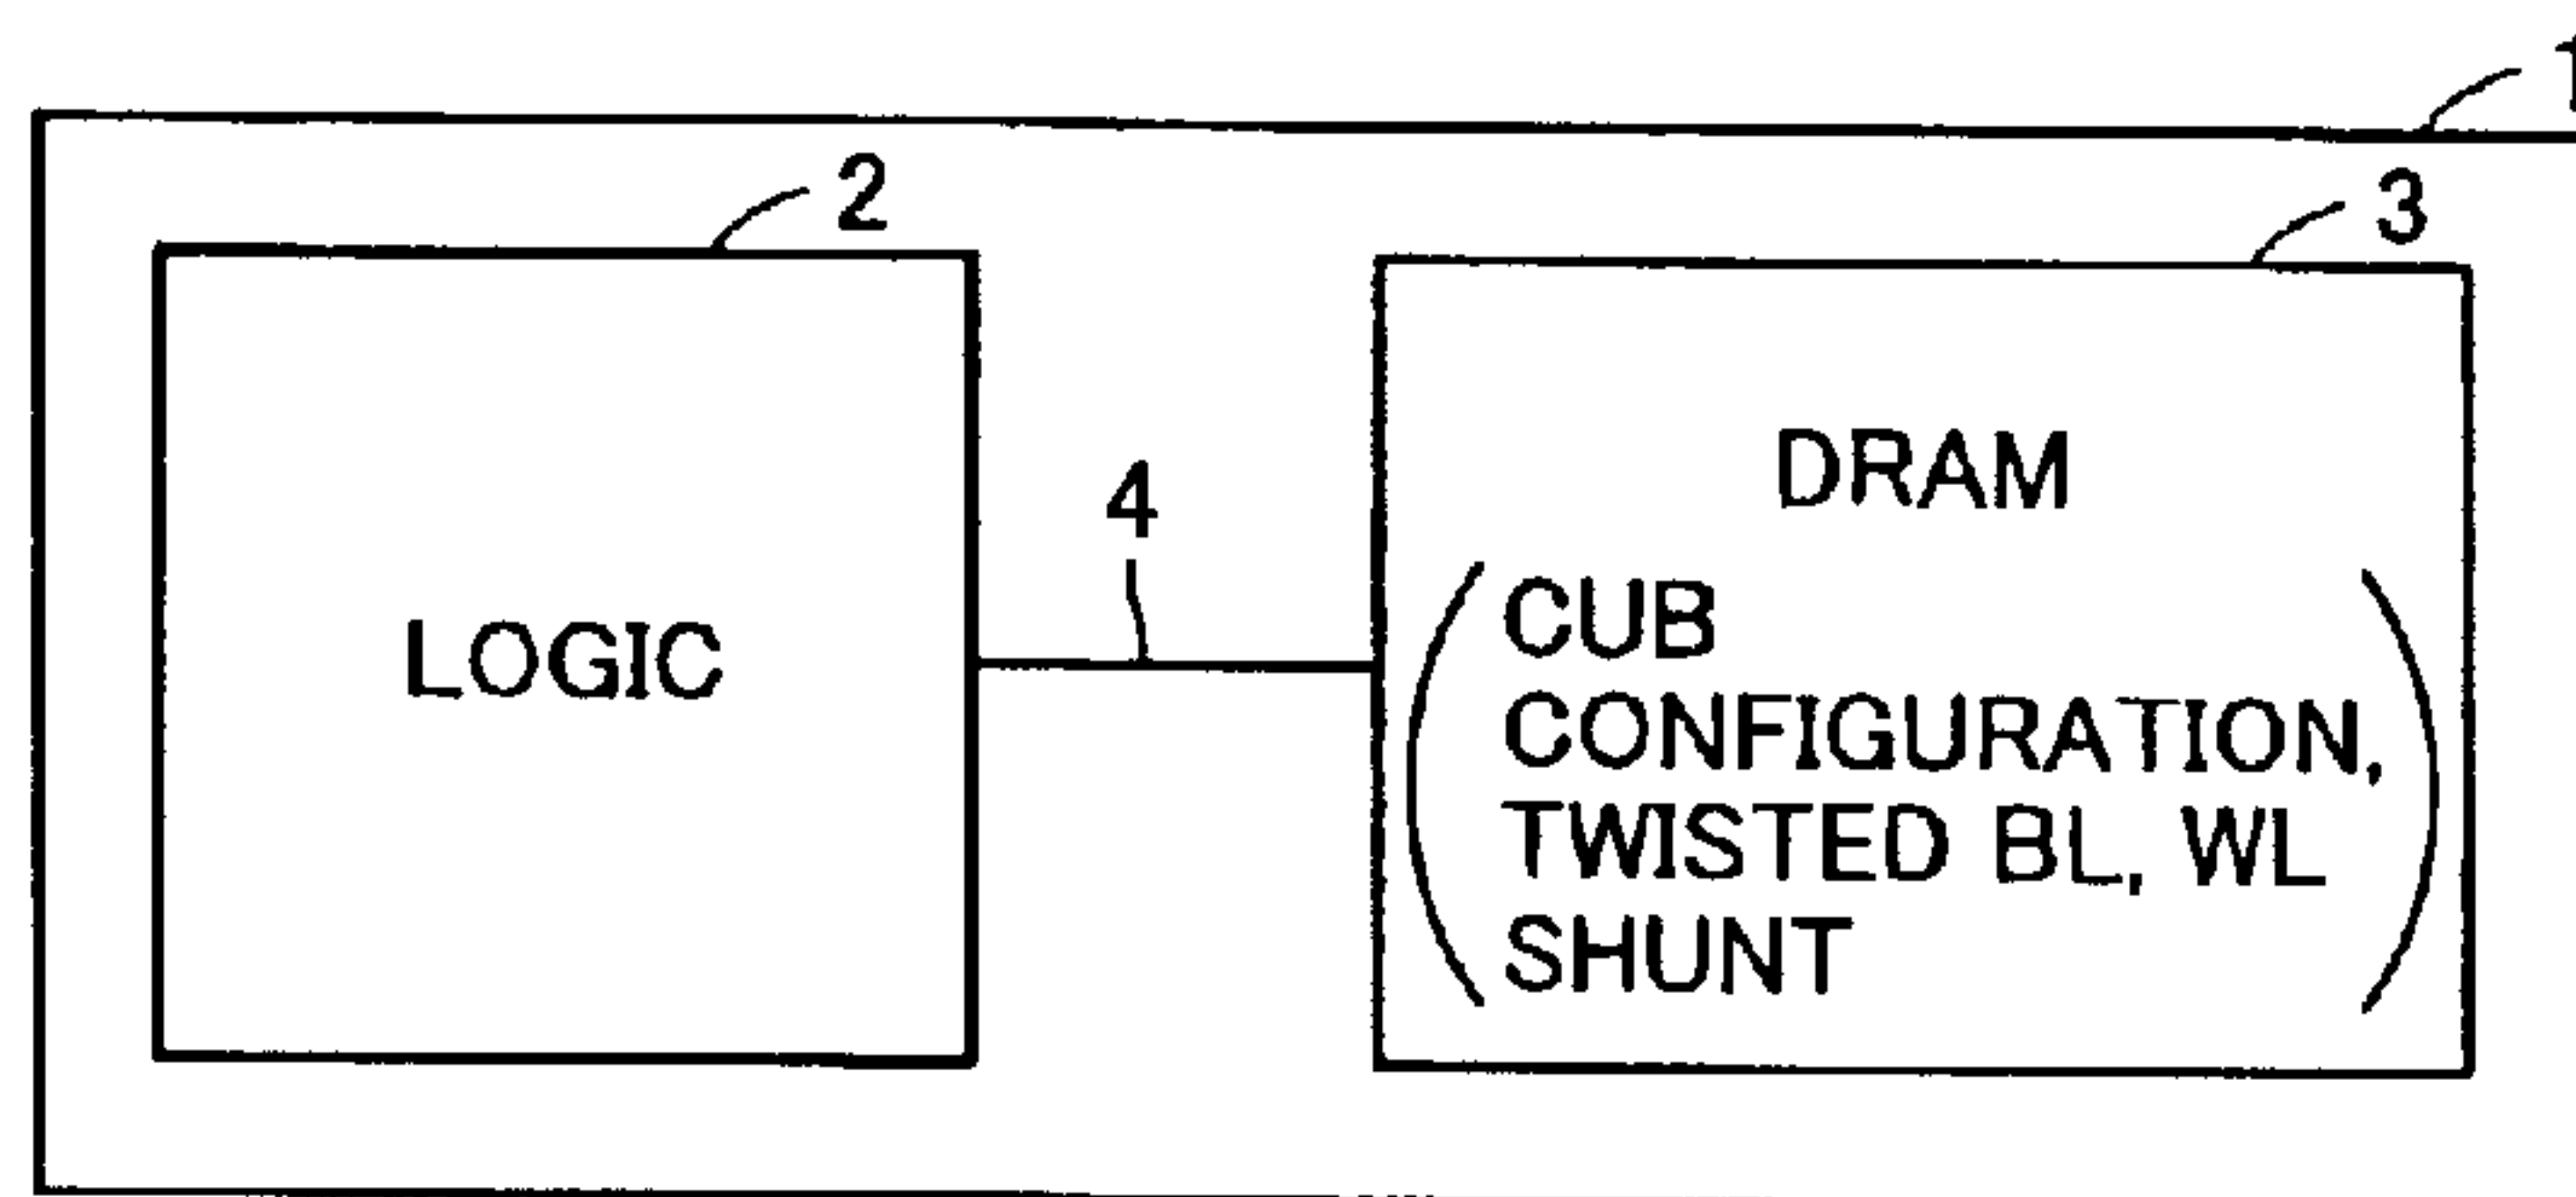 1
2
3
DRAM
4
CUB
CONFIGURATION,
LOGIC
TWISTED BL, WL
SHUNT